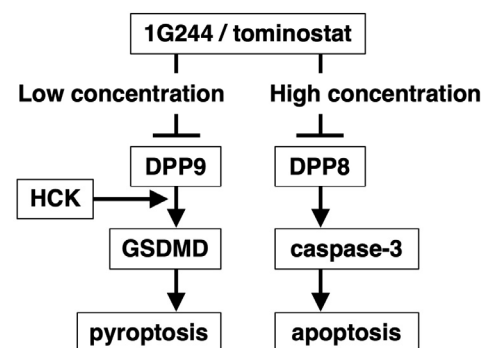 1G244 / tominostat
Low concentration High concentration
DPP9 DPP8
HCK
GSDMD caspase-3
pyroptosis apoptosis